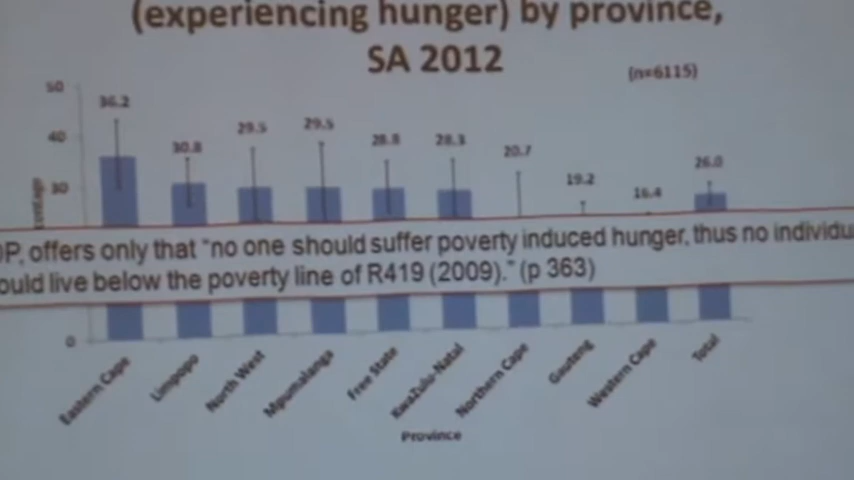 (experiencing hunger) by province,
SA 2012
(n=6115)
50
36.2
40
30.8
29.5
29.5
28.8
28.3
20.7
19.2
16.4
26.0
30
P, offers only that "no one should suffer poverty induced hunger, thus no individu
ould live below the poverty line of R419 (2009)." (p 363)
0
Eastern Cape
Limpopo
North West
Mpumalanga
Free State
KwaZulu-Natal
Northern Cape
Gauteng
Western Cape
Total
Province